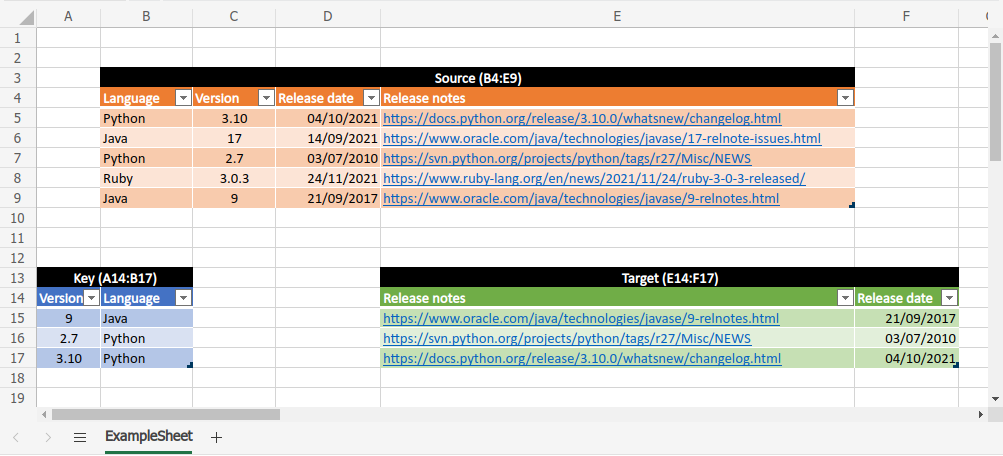 A B C D E F
1
2
3 Source (B4:E9)
4 Language Version Release date Release notes
5 Python 3.10 04/10/2021 https://docs.python.org/release/3.10.0/whatsnew/changelog.html
6 Java 17 14/09/2021 https://www.oracle.com/java/technologies/javase/17-relnote-issues.html
7 Python 2.7 03/07/2010 https://svn.python.org/projects/python/tags/r27/Misc/NEWS
8 Ruby 3.0.3 24/11/2021 https://www.ruby-lang.org/en/news/2021/11/24/ruby-3-0-3-released/
9 Java 9 21/09/2017 https://www.oracle.com/java/technologies/javase/9-relnotes.html
10
11
12
13 Key (A14:B17) Target (E14:F17)
14 Version Language Release notes Release date
15 9 Java https://www.oracle.com/java/technologies/javase/9-relnotes.html 21/09/2017
16 2.7 Python https://svn.python.org/projects/python/tags/r27/Misc/NEWS 03/07/2010
17 3.10 Python https://docs.python.org/release/3.10.0/whatsnew/changelog.html 04/10/2021
18
19
ExampleSheet